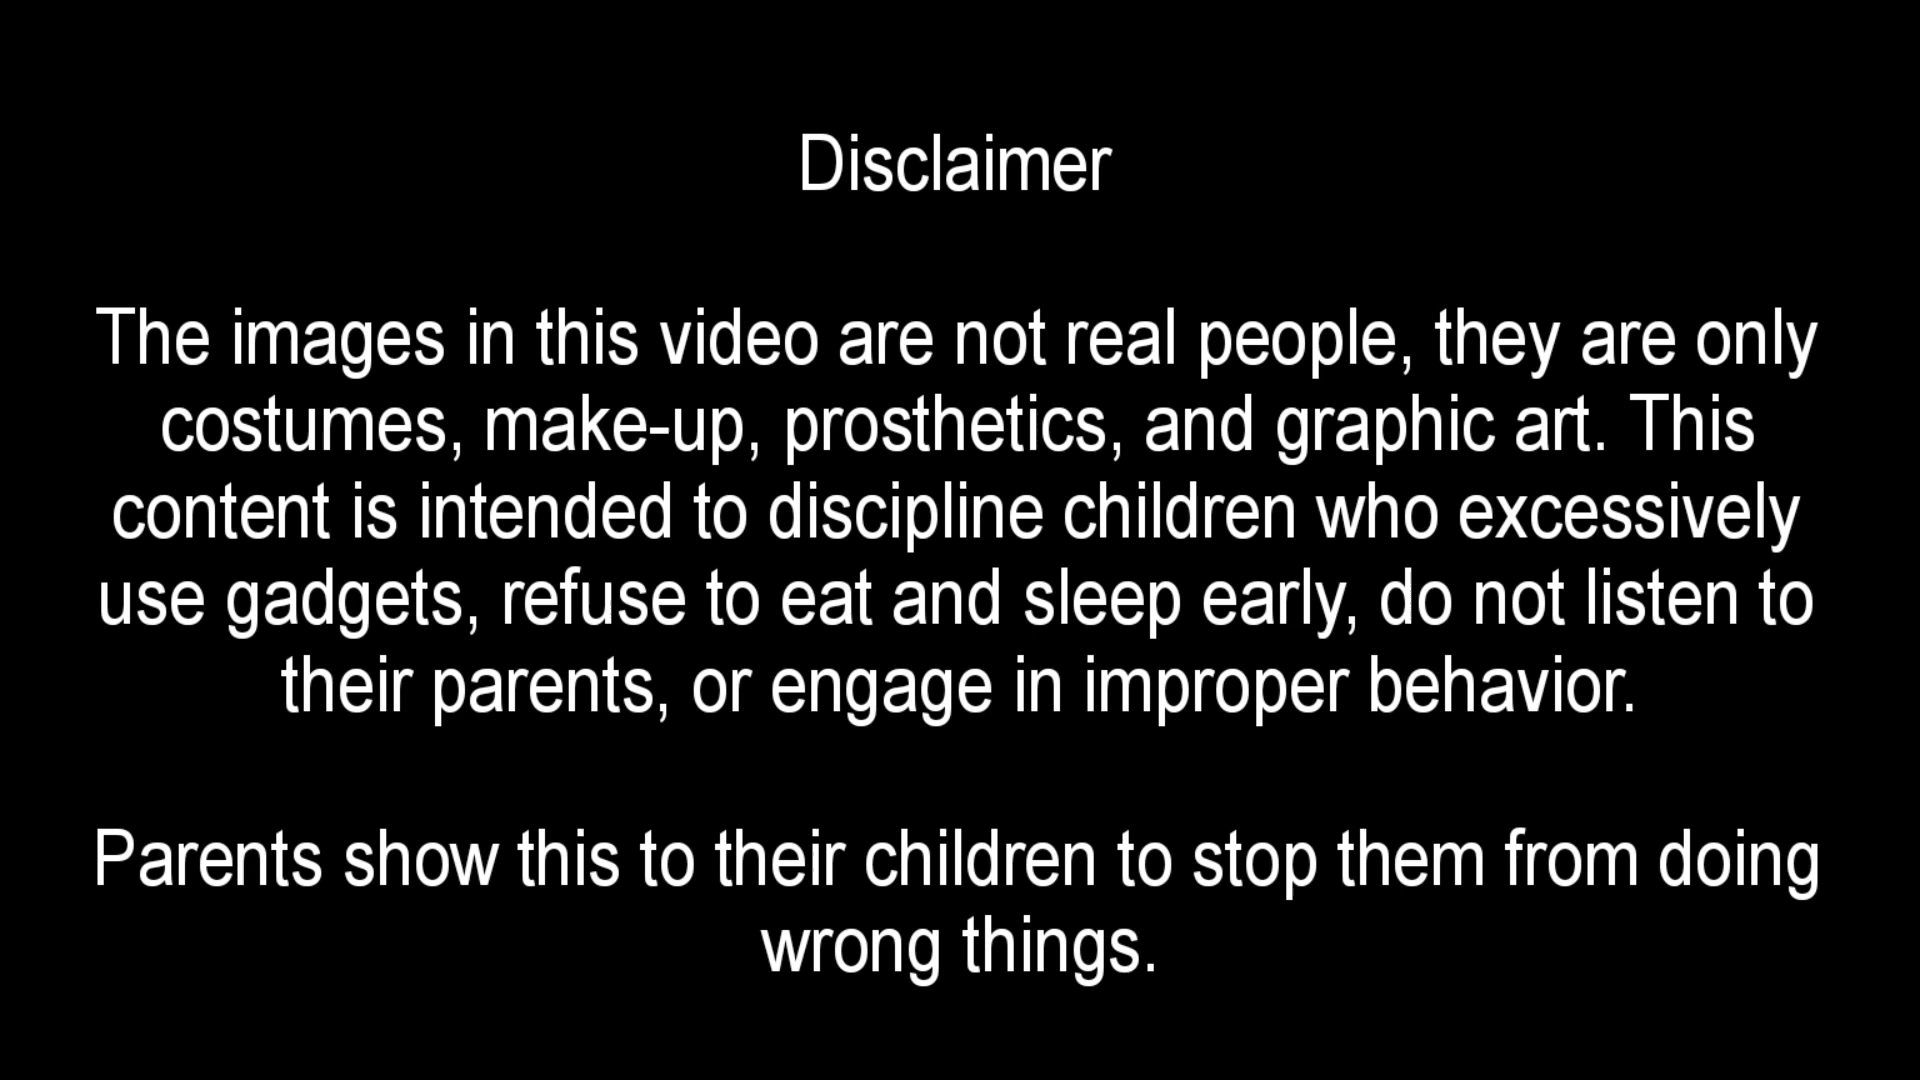 Disclaimer
The images in this video are not real people, they are only
costumes, make-up, prosthetics, and graphic art. This
content is intended to discipline children who excessively
use gadgets, refuse to eat and sleep early, do not listen to
their parents, or engage in improper behavior.
Parents show this to their children to stop them from doing
wrong things.